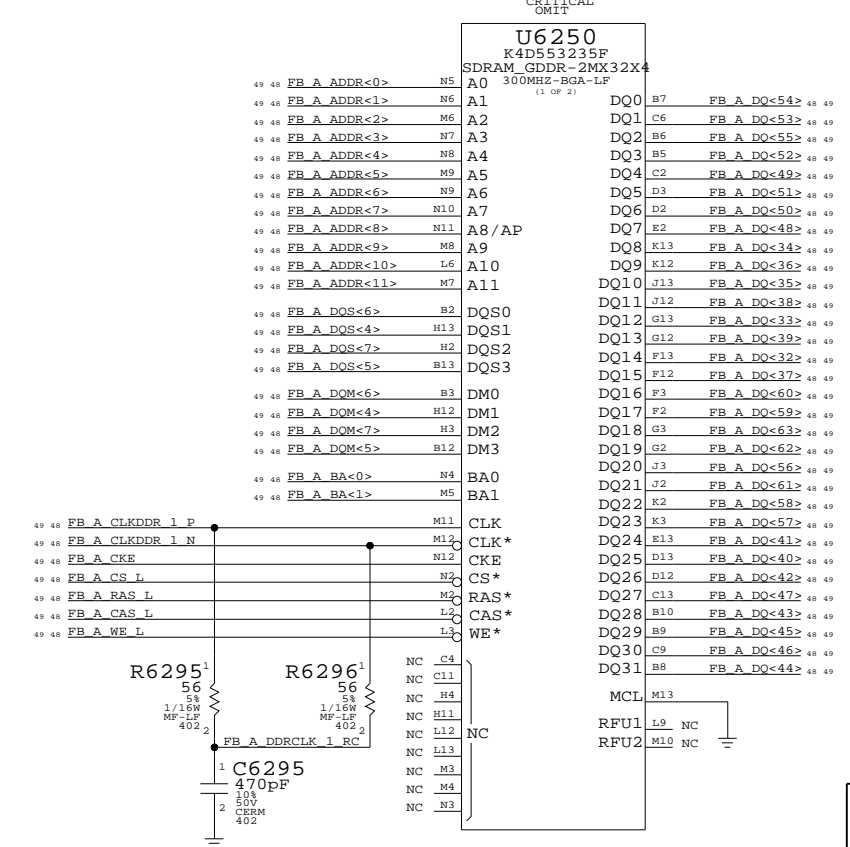 CRITICAL
OMIT
U6250
K4D553235F
SDRAM_GDDR-2MX32X4
300MHZ-BGA-LF
(1 OF 2)
49 48 FB_A_ADDR<0> N5 A0
49 48 FB_A_ADDR<1> N6 A1
49 48 FB_A_ADDR<2> M6 A2
49 48 FB_A_ADDR<3> N7 A3
49 48 FB_A_ADDR<4> N8 A4
49 48 FB_A_ADDR<5> M9 A5
49 48 FB_A_ADDR<6> N9 A6
49 48 FB_A_ADDR<7> N10 A7
49 48 FB_A_ADDR<8> N11 A8/AP
49 48 FB_A_ADDR<9> M8 A9
49 48 FB_A_ADDR<10> L6 A10
49 48 FB_A_ADDR<11> M7 A11
49 48 FB_A_DQS<6> B2 DQS0
49 48 FB_A_DQS<4> H13 DQS1
49 48 FB_A_DQS<7> H2 DQS2
49 48 FB_A_DQS<5> B13 DQS3
49 48 FB_A_DQM<6> B3 DM0
49 48 FB_A_DQM<4> H12 DM1
49 48 FB_A_DQM<7> H3 DM2
49 48 FB_A_DQM<5> B12 DM3
49 48 FB_A_BA<0> N4 BA0
49 48 FB_A_BA<1> M5 BA1
49 48 FB_A_CLKDDR_1_P M11 CLK
49 48 FB_A_CLKDDR_1_N M12 CLK*
49 48 FB_A_CKE N12 CKE
49 48 FB_A_CS_L N2 CS*
49 48 FB_A_RAS_L M2 RAS*
49 48 FB_A_CAS_L L2 CAS*
49 48 FB_A_WE_L L3 WE*
NC C4
NC C11
NC H4
NC H11
NC L12 NC
NC L13
NC M3
NC M4
NC N3
DQ0 B7 FB_A_DQ<54> 48 49
DQ1 C6 FB_A_DQ<53> 48 49
DQ2 B6 FB_A_DQ<55> 48 49
DQ3 B5 FB_A_DQ<52> 48 49
DQ4 C2 FB_A_DQ<49> 48 49
DQ5 D3 FB_A_DQ<51> 48 49
DQ6 D2 FB_A_DQ<50> 48 49
DQ7 E2 FB_A_DQ<48> 48 49
DQ8 K13 FB_A_DQ<34> 48 49
DQ9 K12 FB_A_DQ<36> 48 49
DQ10 J13 FB_A_DQ<35> 48 49
DQ11 J12 FB_A_DQ<38> 48 49
DQ12 G13 FB_A_DQ<33> 48 49
DQ13 G12 FB_A_DQ<39> 48 49
DQ14 F13 FB_A_DQ<32> 48 49
DQ15 F12 FB_A_DQ<37> 48 49
DQ16 F3 FB_A_DQ<60> 48 49
DQ17 F2 FB_A_DQ<59> 48 49
DQ18 G3 FB_A_DQ<63> 48 49
DQ19 G2 FB_A_DQ<62> 48 49
DQ20 J3 FB_A_DQ<56> 48 49
DQ21 J2 FB_A_DQ<61> 48 49
DQ22 K2 FB_A_DQ<58> 48 49
DQ23 K3 FB_A_DQ<57> 48 49
DQ24 E13 FB_A_DQ<41> 48 49
DQ25 D13 FB_A_DQ<40> 48 49
DQ26 D12 FB_A_DQ<42> 48 49
DQ27 C13 FB_A_DQ<47> 48 49
DQ28 B10 FB_A_DQ<43> 48 49
DQ29 B9 FB_A_DQ<45> 48 49
DQ30 C9 FB_A_DQ<46> 48 49
DQ31 B8 FB_A_DQ<44> 48 49
MCL M13
RFU1 L9 NC
RFU2 M10 NC
R6295 1
56
5%
1/16W
MF-LF
402 2
R6296 1
56
5%
1/16W
MF-LF
402 2
FB_A_DDRCLK_1_RC
1 C6295
470pF
10%
2 50V
CERM
402